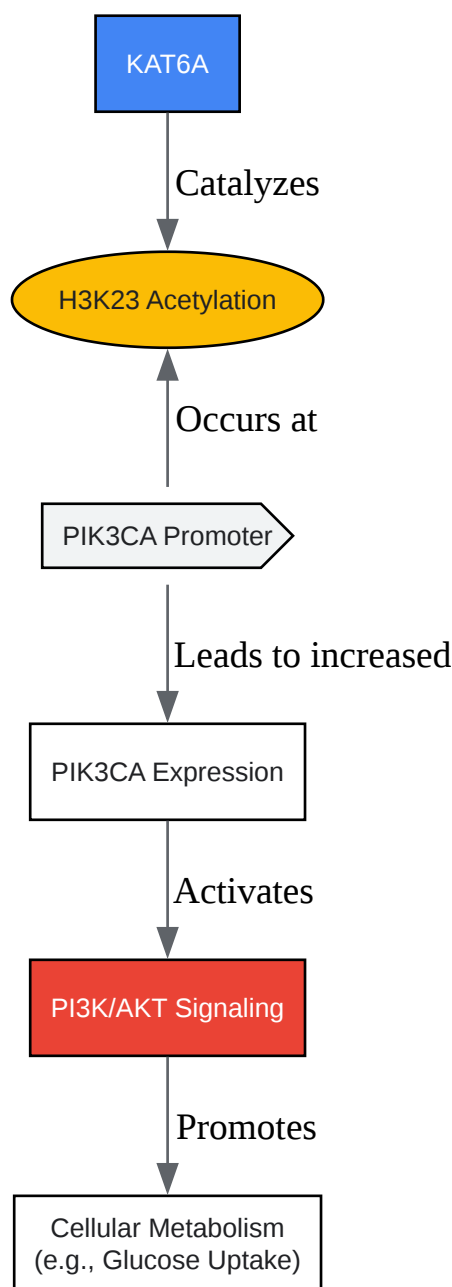 KAT6A
Catalyzes
H3K23 Acetylation
Occurs at
PIK3CA Promoter
Leads to increased
PIK3CA Expression
Activates
PI3K/AKT Signaling
Promotes
Cellular Metabolism
(e.g., Glucose Uptake)